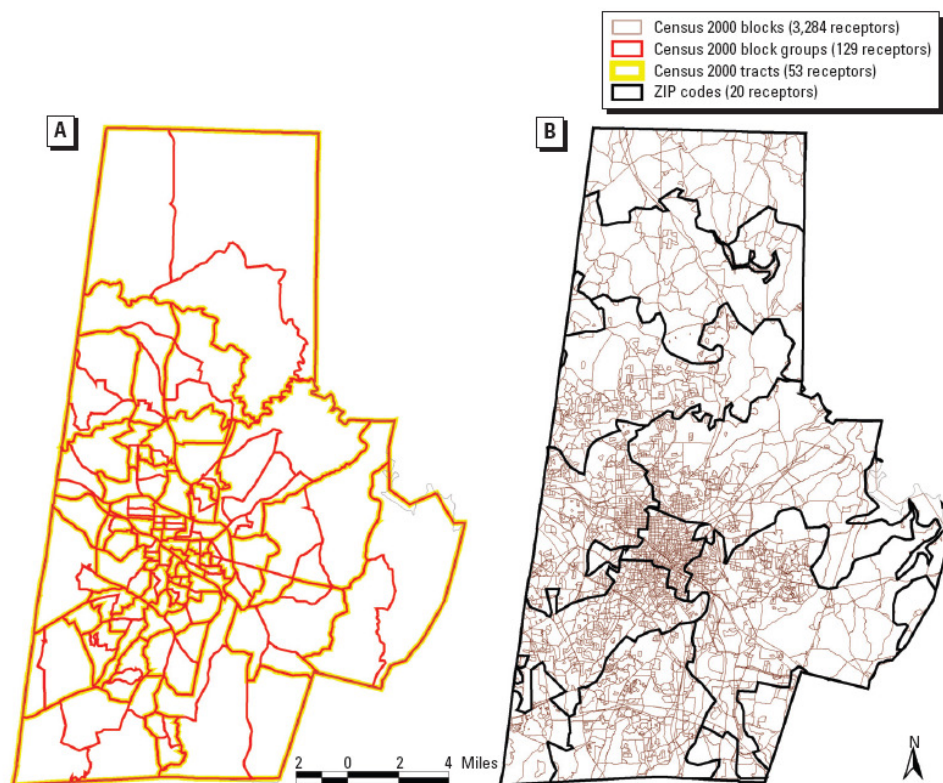 Census 2000 blocks (3,284 receptors)
Census 2000 block groups (129 receptors)
Census 2000 tracts (53 receptors)
ZIP codes (20 receptors)
A
B
2 0 2 4 Miles
N